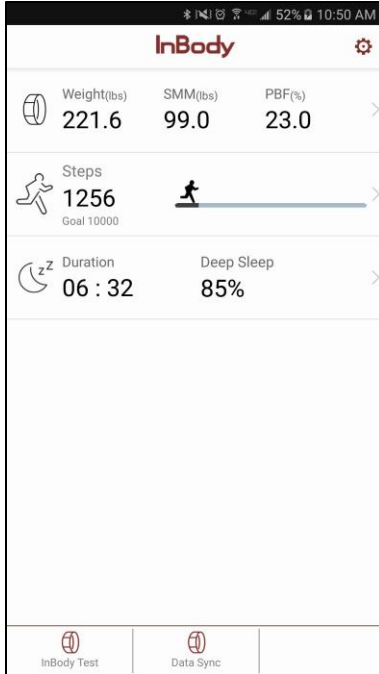 52% 10:50 AM
InBody
Weight(lbs) SMM(lbs) PBF(%)
221.6 99.0 23.0
Steps
1256
Goal 10000
zZ Duration Deep Sleep
06 : 32 85%
InBody Test Data Sync